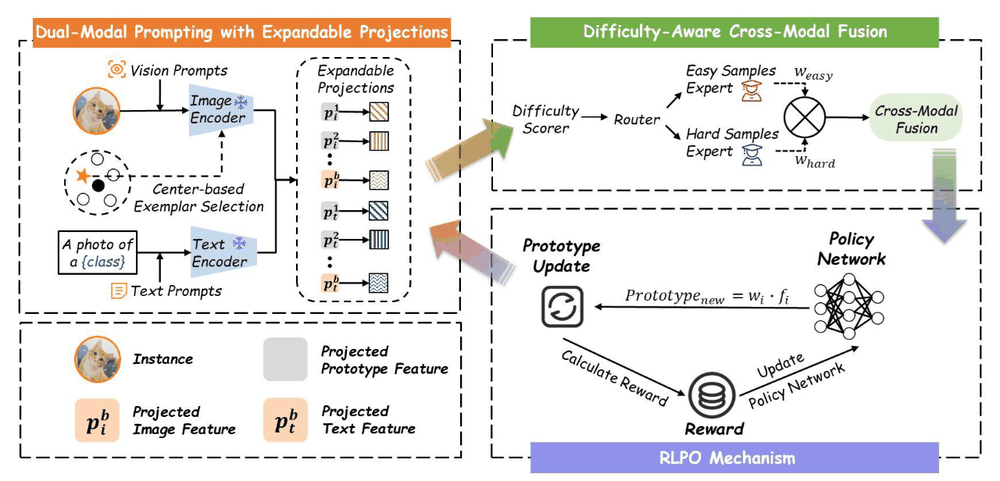 Dual-Modal Prompting with Expandable Projections
Vision Prompts
Image
Encoder
Center-based
Exemplar Selection
A photo of
a {class}
Text
Encoder
Text Prompts
Expandable
Projections
p_i^1
p_i^2
p_i^b
p_t^1
p_t^2
p_t^b
Difficulty-Aware Cross-Modal Fusion
Difficulty
Scorer
Router
Easy Samples
Expert
w_easy
Hard Samples
Expert
w_hard
Cross-Modal
Fusion
Instance
Projected
Prototype Feature
p_i^b
Projected
Image Feature
p_t^b
Projected
Text Feature
Prototype
Update
Policy
Network
Prototype_new = w_i · f_i
Calculate Reward
Update
Policy Network
Reward
RLPO Mechanism